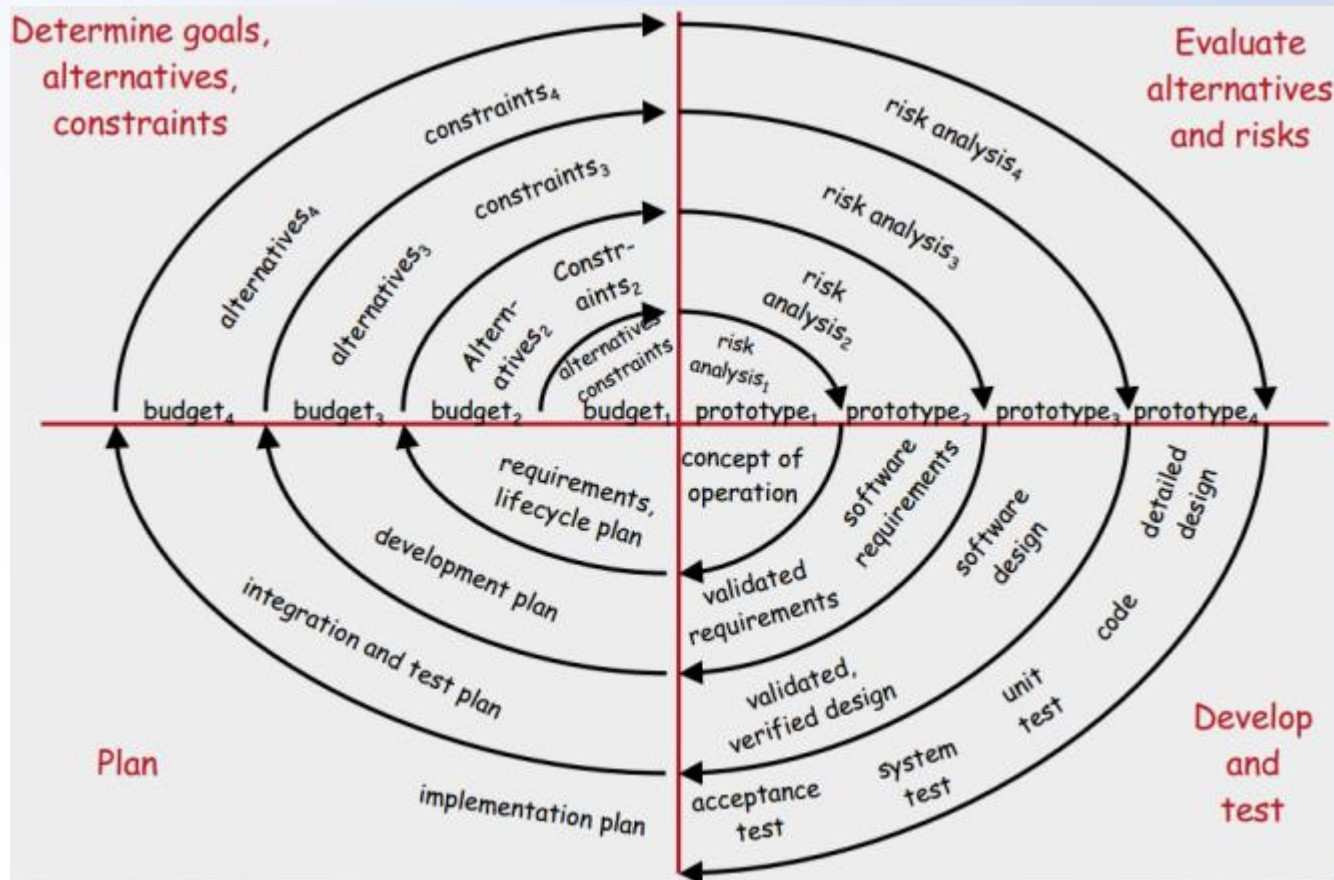 Determine goals,
alternatives,
constraints
Evaluate
alternatives
and risks
constraints₄
alternatives₄
constraints₃
alternatives₃
Constr-
aints₂
Altern-
atives₂
alternatives
constraints
risk analysis₄
risk analysis₃
risk
analysis₂
risk
analysis₁
budget₄
budget₃
budget₂
budget₁
prototype₁
prototype₂
prototype₃
prototype₄
requirements,
lifecycle plan
development plan
integration and test plan
implementation plan
Plan
concept of
operation
software
requirements
validated
requirements
software
design
validated,
verified design
detailed
design
code
unit
test
system
test
acceptance
test
Develop
and
test